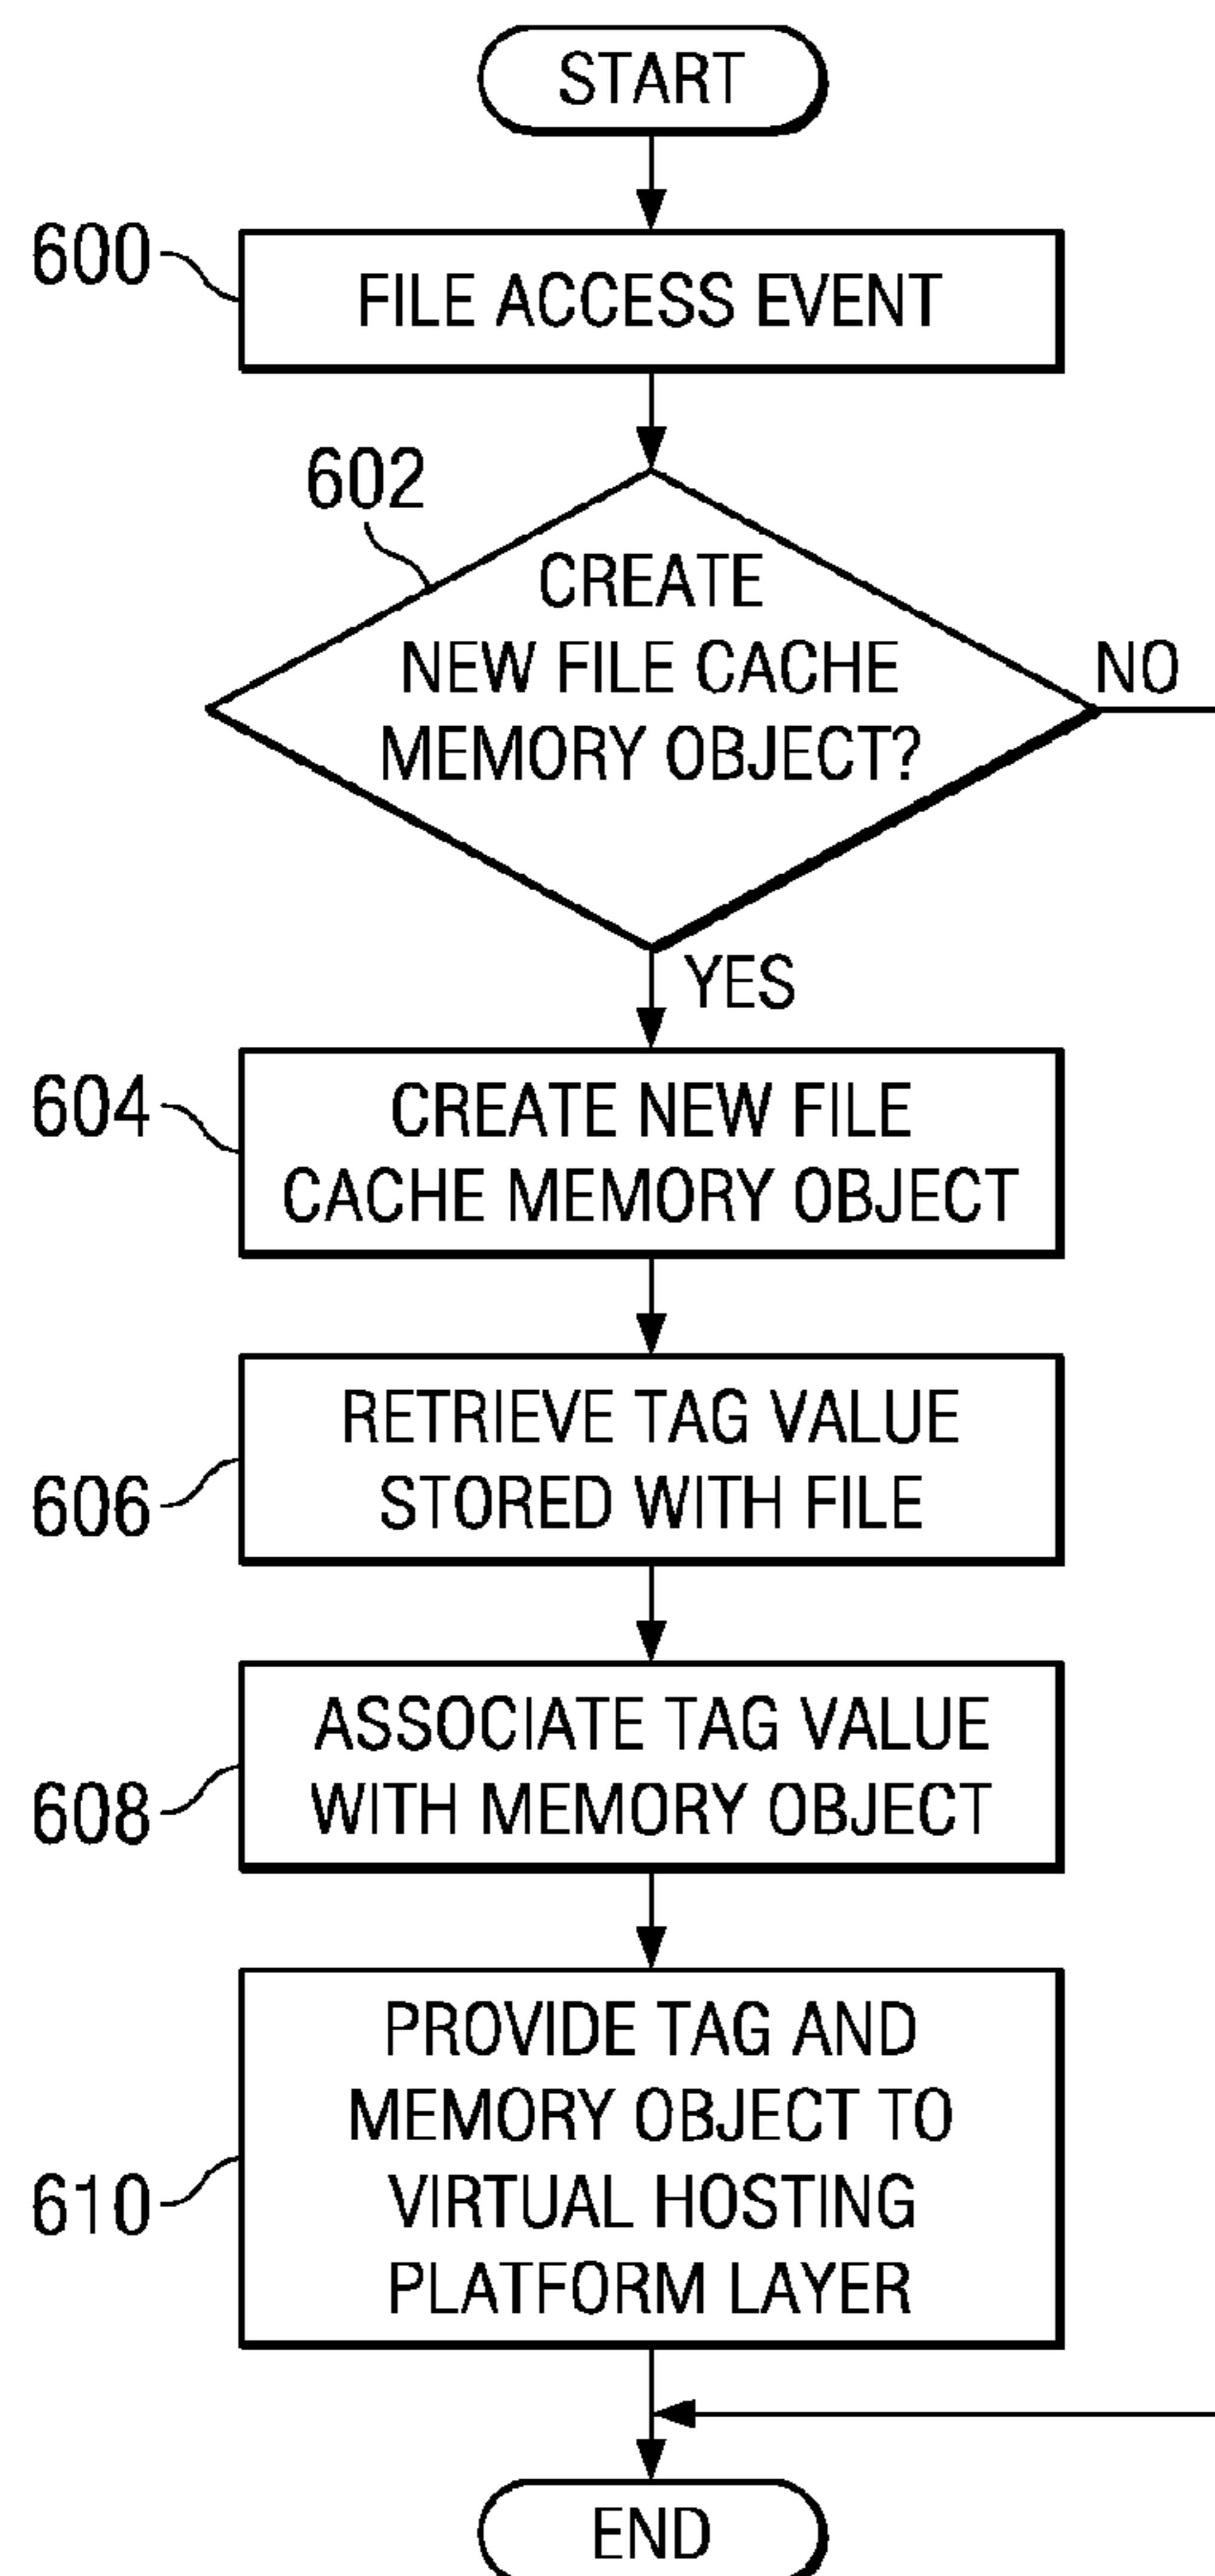 START
600
FILE ACCESS EVENT
602
CREATE
NEW FILE CACHE
MEMORY OBJECT?
NO
YES
604
CREATE NEW FILE
CACHE MEMORY OBJECT
RETRIEVE TAG VALUE
STORED WITH FILE
606
ASSOCIATE TAG VALUE
WITH MEMORY OBJECT
608
PROVIDE TAG AND
MEMORY OBJECT TO
VIRTUAL HOSTING
PLATFORM LAYER
610
END